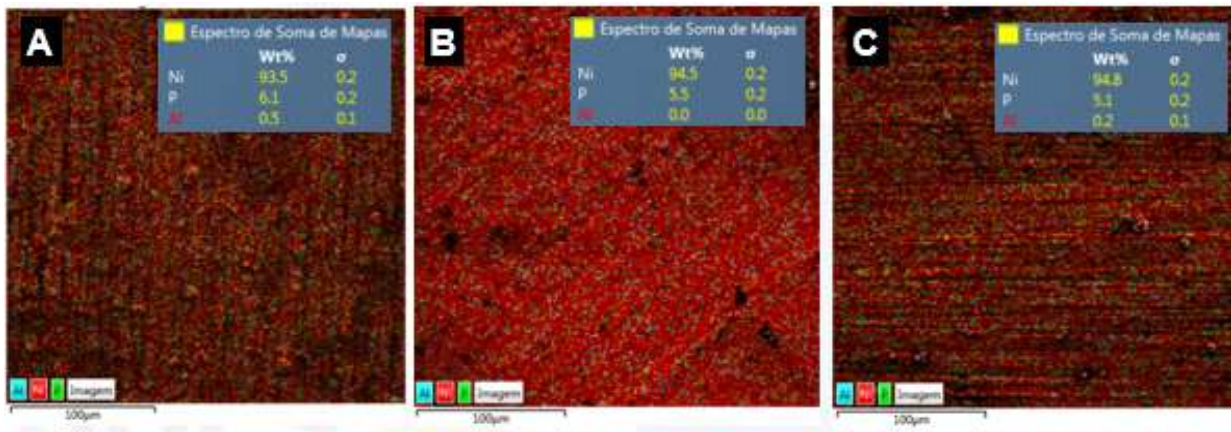 A
Espectro de Soma de Mapas
Wt% σ
Ni 93.5 0.2
P 6.1 0.2
Al 0.5 0.1
Al Ni P Imagem
100µm
B
Espectro de Soma de Mapas
Wt% σ
Ni 94.5 0.2
P 5.5 0.2
Al 0.0 0.0
Al Ni P Imagem
100µm
C
Espectro de Soma de Mapas
Wt% σ
Ni 94.8 0.2
P 5.1 0.2
Al 0.2 0.1
Al Ni P Imagem
100µm